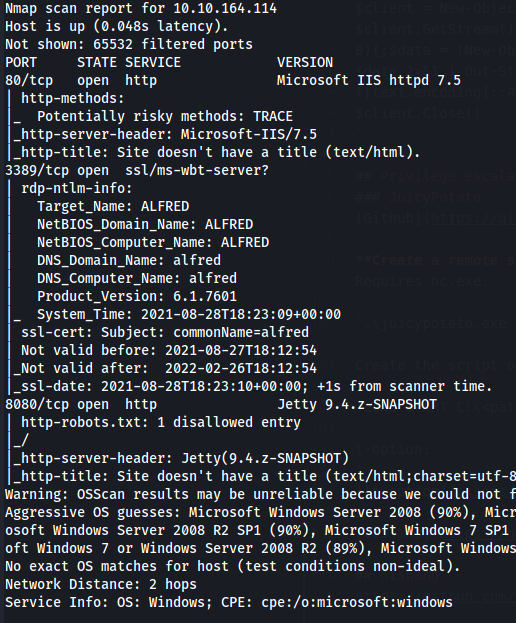 Nmap scan report for 10.10.164.114
Host is up (0.048s latency).
Not shown: 65532 filtered ports
PORT     STATE SERVICE            VERSION
80/tcp   open  http               Microsoft IIS httpd 7.5
| http-methods:
|_  Potentially risky methods: TRACE
|_http-server-header: Microsoft-IIS/7.5
|_http-title: Site doesn't have a title (text/html).
3389/tcp open  ssl/ms-wbt-server?
| rdp-ntlm-info:
|   Target_Name: ALFRED
|   NetBIOS_Domain_Name: ALFRED
|   NetBIOS_Computer_Name: ALFRED
|   DNS_Domain_Name: alfred
|   DNS_Computer_Name: alfred
|   Product_Version: 6.1.7601
|_  System_Time: 2021-08-28T18:23:09+00:00
| ssl-cert: Subject: commonName=alfred
| Not valid before: 2021-08-27T18:12:54
|_Not valid after:  2022-02-26T18:12:54
|_ssl-date: 2021-08-28T18:23:10+00:00; +1s from scanner time.
8080/tcp open  http               Jetty 9.4.z-SNAPSHOT
| http-robots.txt: 1 disallowed entry
|_/
|_http-server-header: Jetty(9.4.z-SNAPSHOT)
|_http-title: Site doesn't have a title (text/html;charset=utf-8
Warning: OSScan results may be unreliable because we could not f
Aggressive OS guesses: Microsoft Windows Server 2008 (90%), Micr
osoft Windows Server 2008 R2 SP1 (90%), Microsoft Windows 7 SP1
oft Windows 7 or Windows Server 2008 R2 (89%), Microsoft Windows
No exact OS matches for host (test conditions non-ideal).
Network Distance: 2 hops
Service Info: OS: Windows; CPE: cpe:/o:microsoft:windows